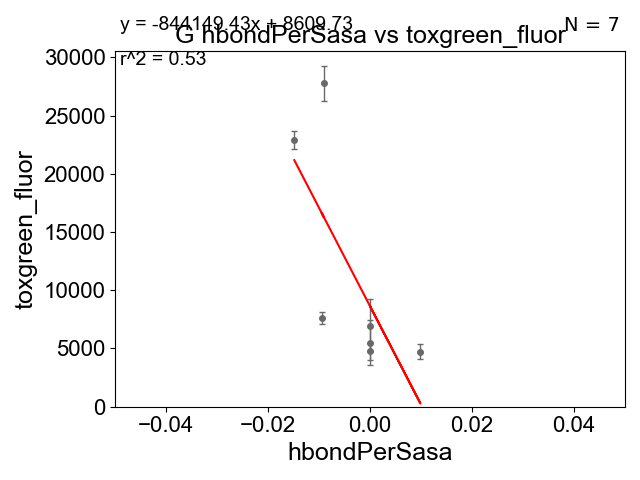 y = -844149.43x + 8609.73
N = 7
G hbondPerSasa vs toxgreen_fluor
r^2 = 0.53
30000
25000
20000
15000
10000
5000
0
toxgreen_fluor
−0.04 −0.02 0.00 0.02 0.04
hbondPerSasa